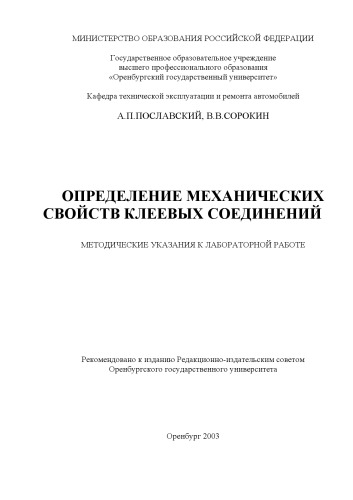 МИНИСТЕРСТВО ОБРАЗОВАНИЯ РОССИЙСКОЙ ФЕДЕРАЦИИ
Государственное образовательное учреждение
высшего профессионального образования
«Оренбургский государственный университет»
Кафедра технической эксплуатации и ремонта автомобилей
А.П.ПОСЛАВСКИЙ, В.В.СОРОКИН
ОПРЕДЕЛЕНИЕ МЕХАНИЧЕСКИХ
СВОЙСТВ КЛЕЕВЫХ СОЕДИНЕНИЙ
МЕТОДИЧЕСКИЕ УКАЗАНИЯ К ЛАБОРАТОРНОЙ РАБОТЕ
Рекомендовано к изданию Редакционно-издательским советом
Оренбургского государственного университета
Оренбург 2003